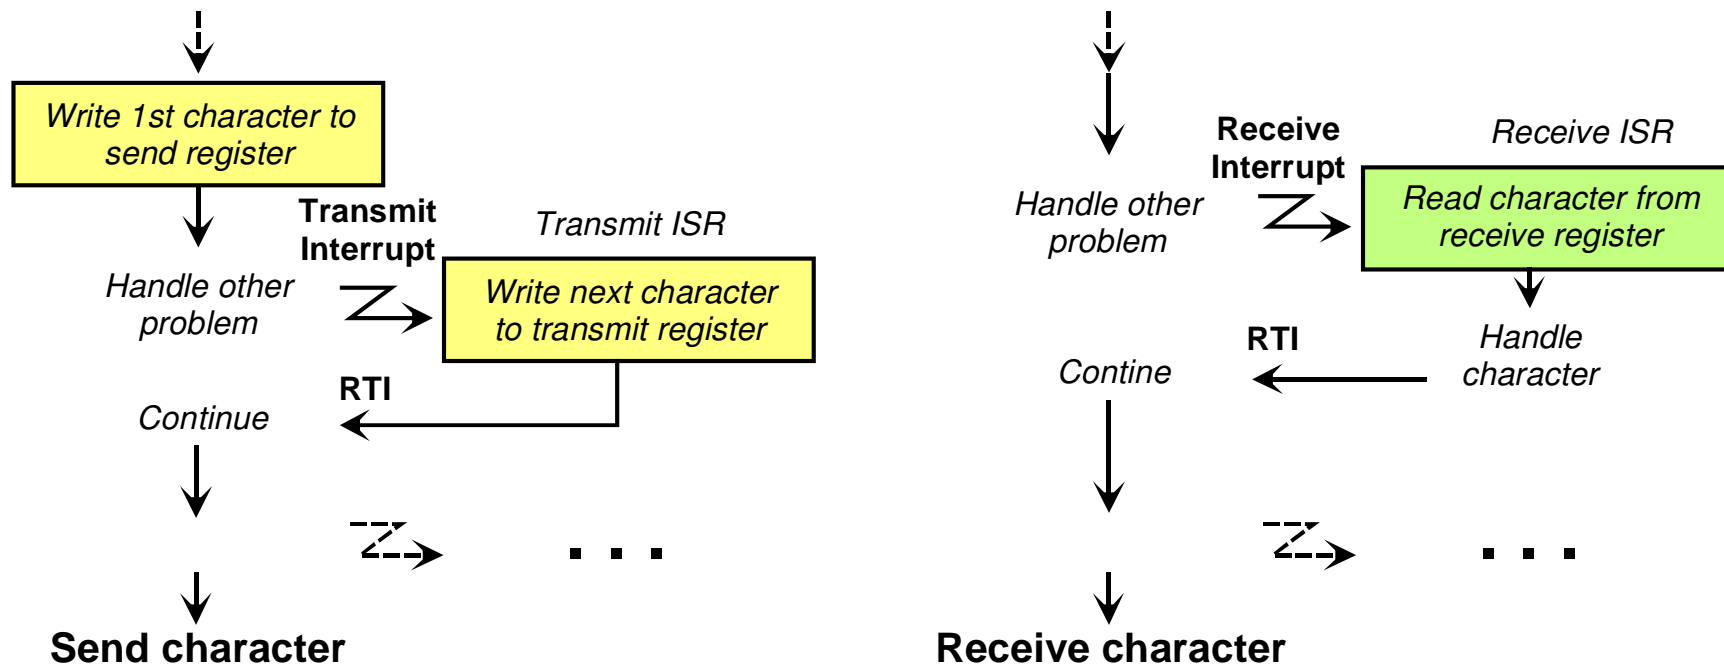 Write 1st character to
send register
Transmit
Interrupt
Transmit ISR
Handle other
problem
Write next character
to transmit register
RTI
Continue
. . .
Send character
Receive
Interrupt
Receive ISR
Handle other
problem
Read character from
receive register
RTI
Handle
character
Contine
. . .
Receive character